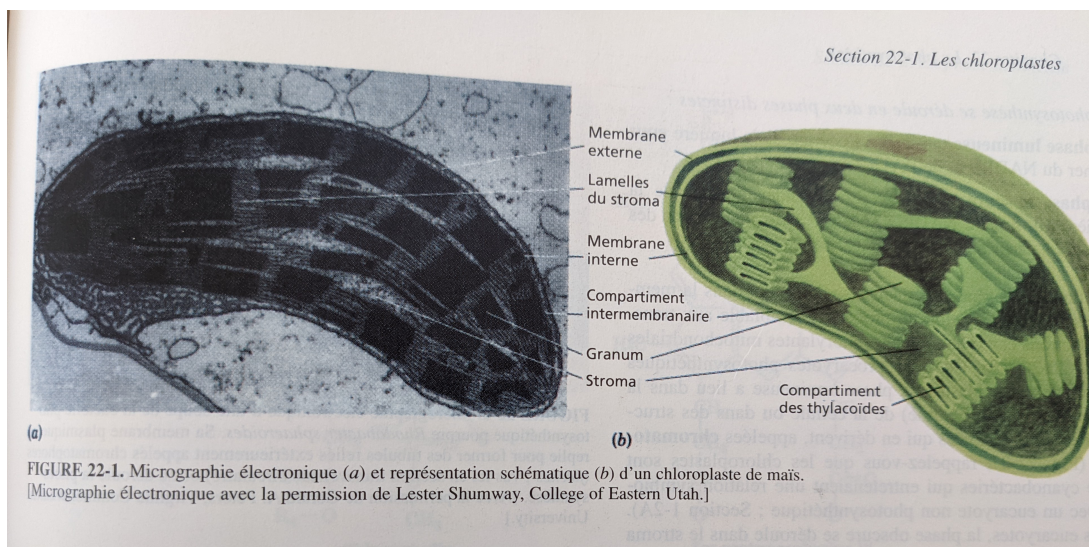 Section 22-1. Les chloroplastes
Membrane
externe
Lamelles
du stroma
Membrane
interne
Compartiment
intermembranaire
Granum
Stroma
Compartiment
des thylacoïdes
(a)
(b)
FIGURE 22-1. Micrographie électronique (a) et représentation schématique (b) d'un chloroplaste de maïs.
[Micrographie électronique avec la permission de Lester Shumway, College of Eastern Utah.]